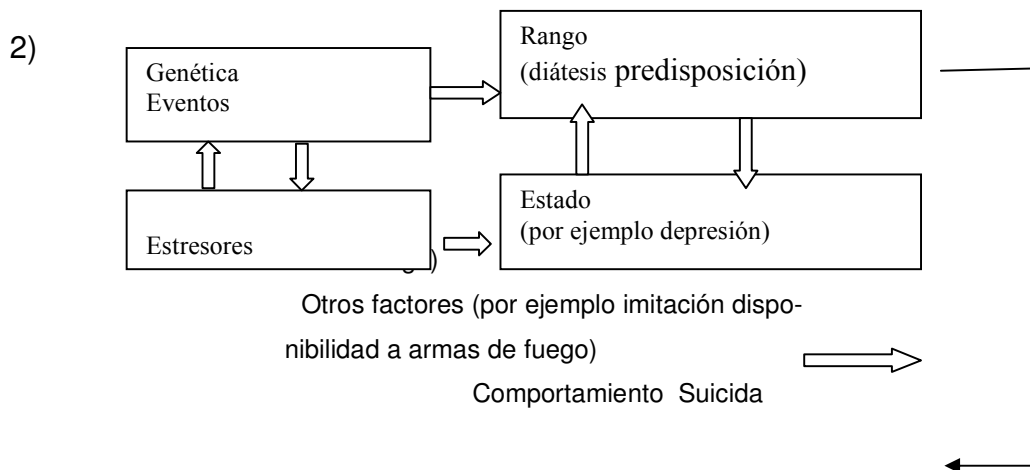 2)
Genética
Eventos
Rango
(diátesis predisposición)
Estresores
Estado
(por ejemplo depresión)
Otros factores (por ejemplo imitación dispo-
nibilidad a armas de fuego)
Comportamiento Suicida